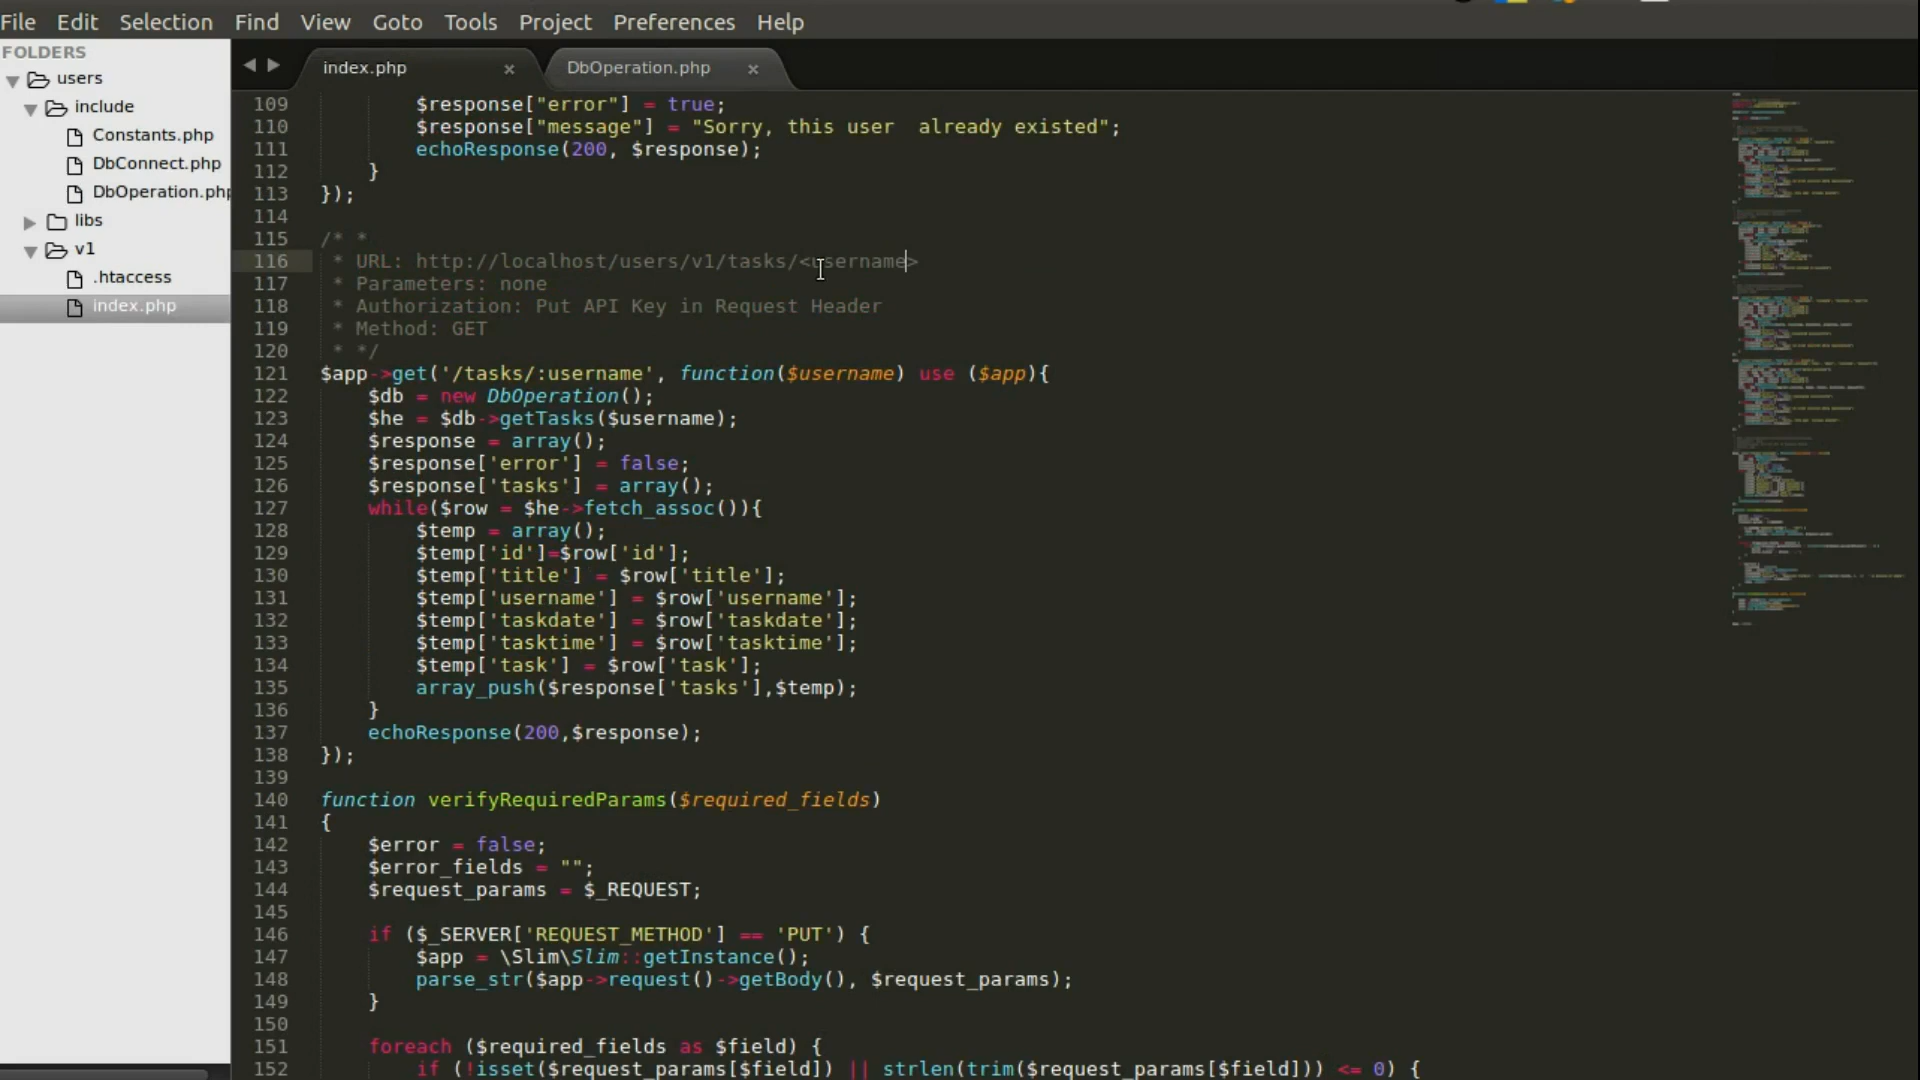 File Edit Selection Find View Goto Tools Project Preferences Help
FOLDERS
users
include
Constants.php
DbConnect.php
DbOperation.php
libs
v1
.htaccess
index.php
index.php × DbOperation.php ×
109 $response["error"] = true;
110 $response["message"] = "Sorry, this user  already existed";
111 echoResponse(200, $response);
112 }
113 });
114
115 /* *
116 * URL: http://localhost/users/v1/tasks/<username>
117 * Parameters: none
118 * Authorization: Put API Key in Request Header
119 * Method: GET
120 * */
121 $app->get('/tasks/:username', function($username) use ($app){
122 $db = new DbOperation();
123 $he = $db->getTasks($username);
124 $response = array();
125 $response['error'] = false;
126 $response['tasks'] = array();
127 while($row = $he->fetch_assoc()){
128 $temp = array();
129 $temp['id']=$row['id'];
130 $temp['title'] = $row['title'];
131 $temp['username'] = $row['username'];
132 $temp['taskdate'] = $row['taskdate'];
133 $temp['tasktime'] = $row['tasktime'];
134 $temp['task'] = $row['task'];
135 array_push($response['tasks'],$temp);
136 }
137 echoResponse(200,$response);
138 });
139
140 function verifyRequiredParams($required_fields)
141 {
142 $error = false;
143 $error_fields = "";
144 $request_params = $_REQUEST;
145
146 if ($_SERVER['REQUEST_METHOD'] == 'PUT') {
147 $app = \Slim\Slim::getInstance();
148 parse_str($app->request()->getBody(), $request_params);
149 }
150
151 foreach ($required_fields as $field) {
152 if (!isset($request_params[$field]) || strlen(trim($request_params[$field])) <= 0) {